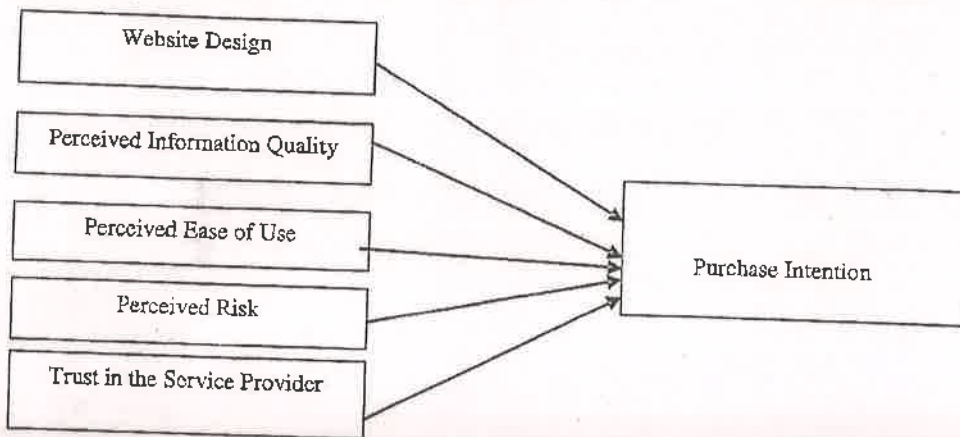 Website Design
Perceived Information Quality
Perceived Ease of Use
Purchase Intention
Perceived Risk
Trust in the Service Provider